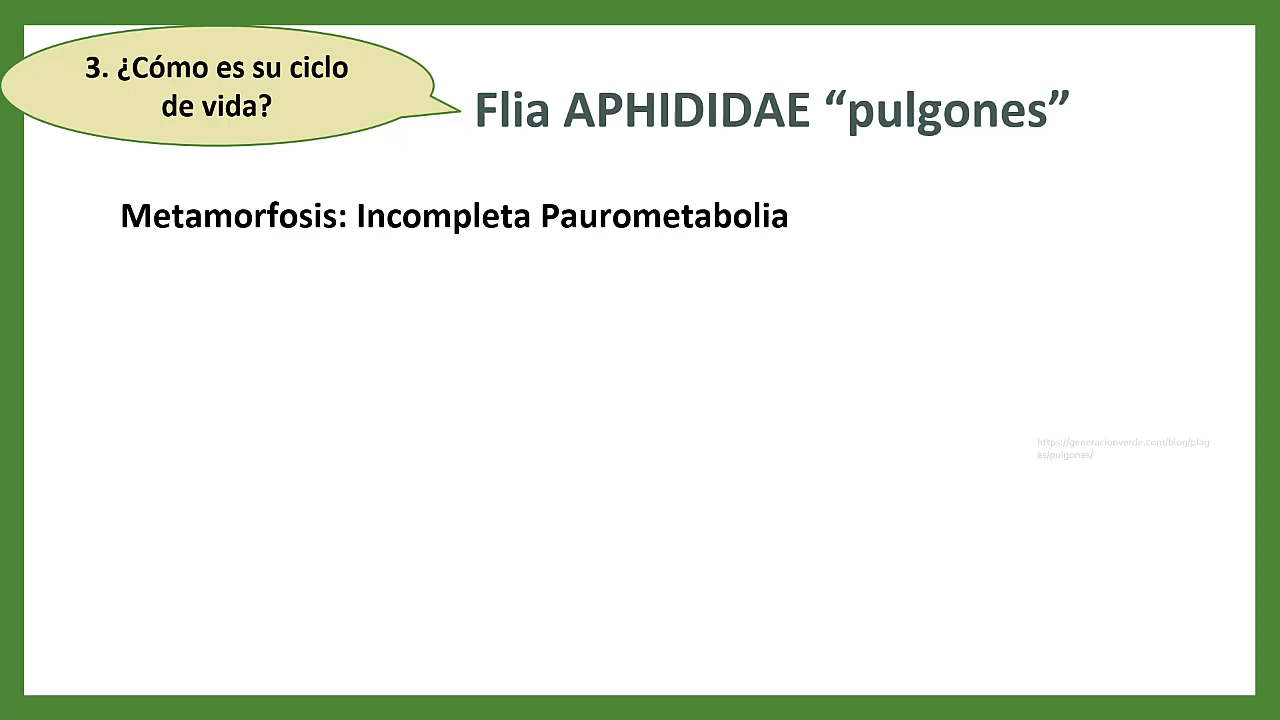 3. ¿Cómo es su ciclo
de vida?
Flia APHIDIDAE “pulgones”
Metamorfosis: Incompleta Paurometabolia
https://generacionverde.com/blog/plag
as/pulgones/